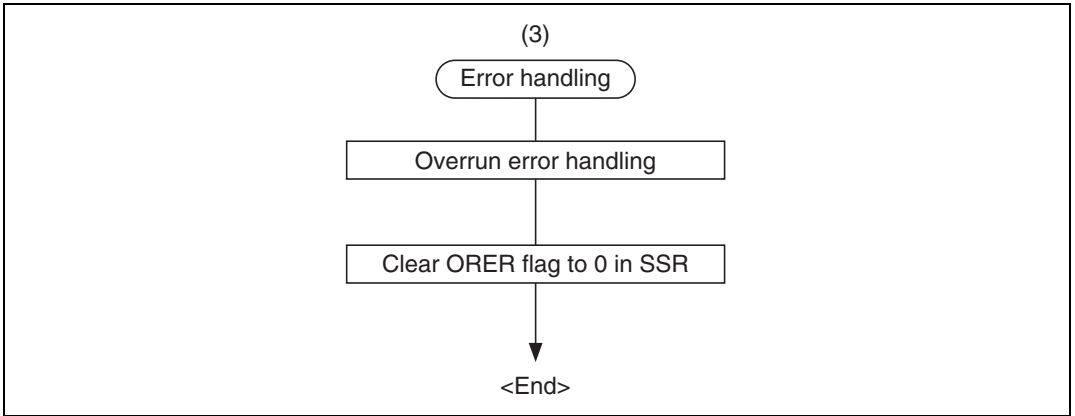 (3)
Error handling
Overrun error handling
Clear ORER flag to 0 in SSR
<End>